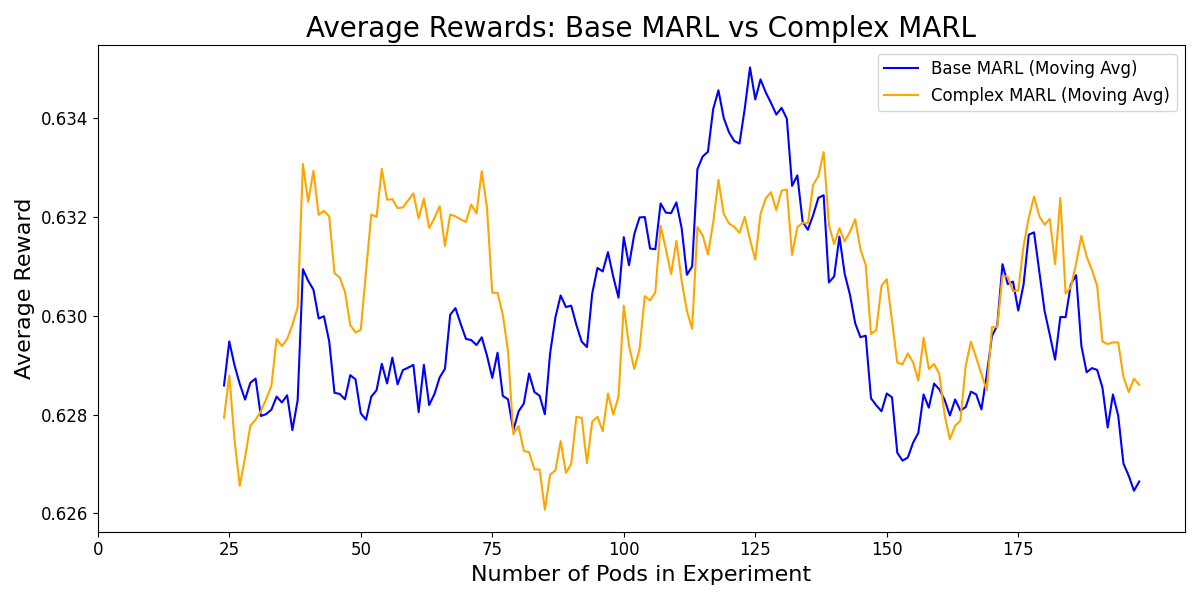 Average Rewards: Base MARL vs Complex MARL
Base MARL (Moving Avg)
Complex MARL (Moving Avg)
Average Reward
0.634
0.632
0.630
0.628
0.626
0 25 50 75 100 125 150 175
Number of Pods in Experiment